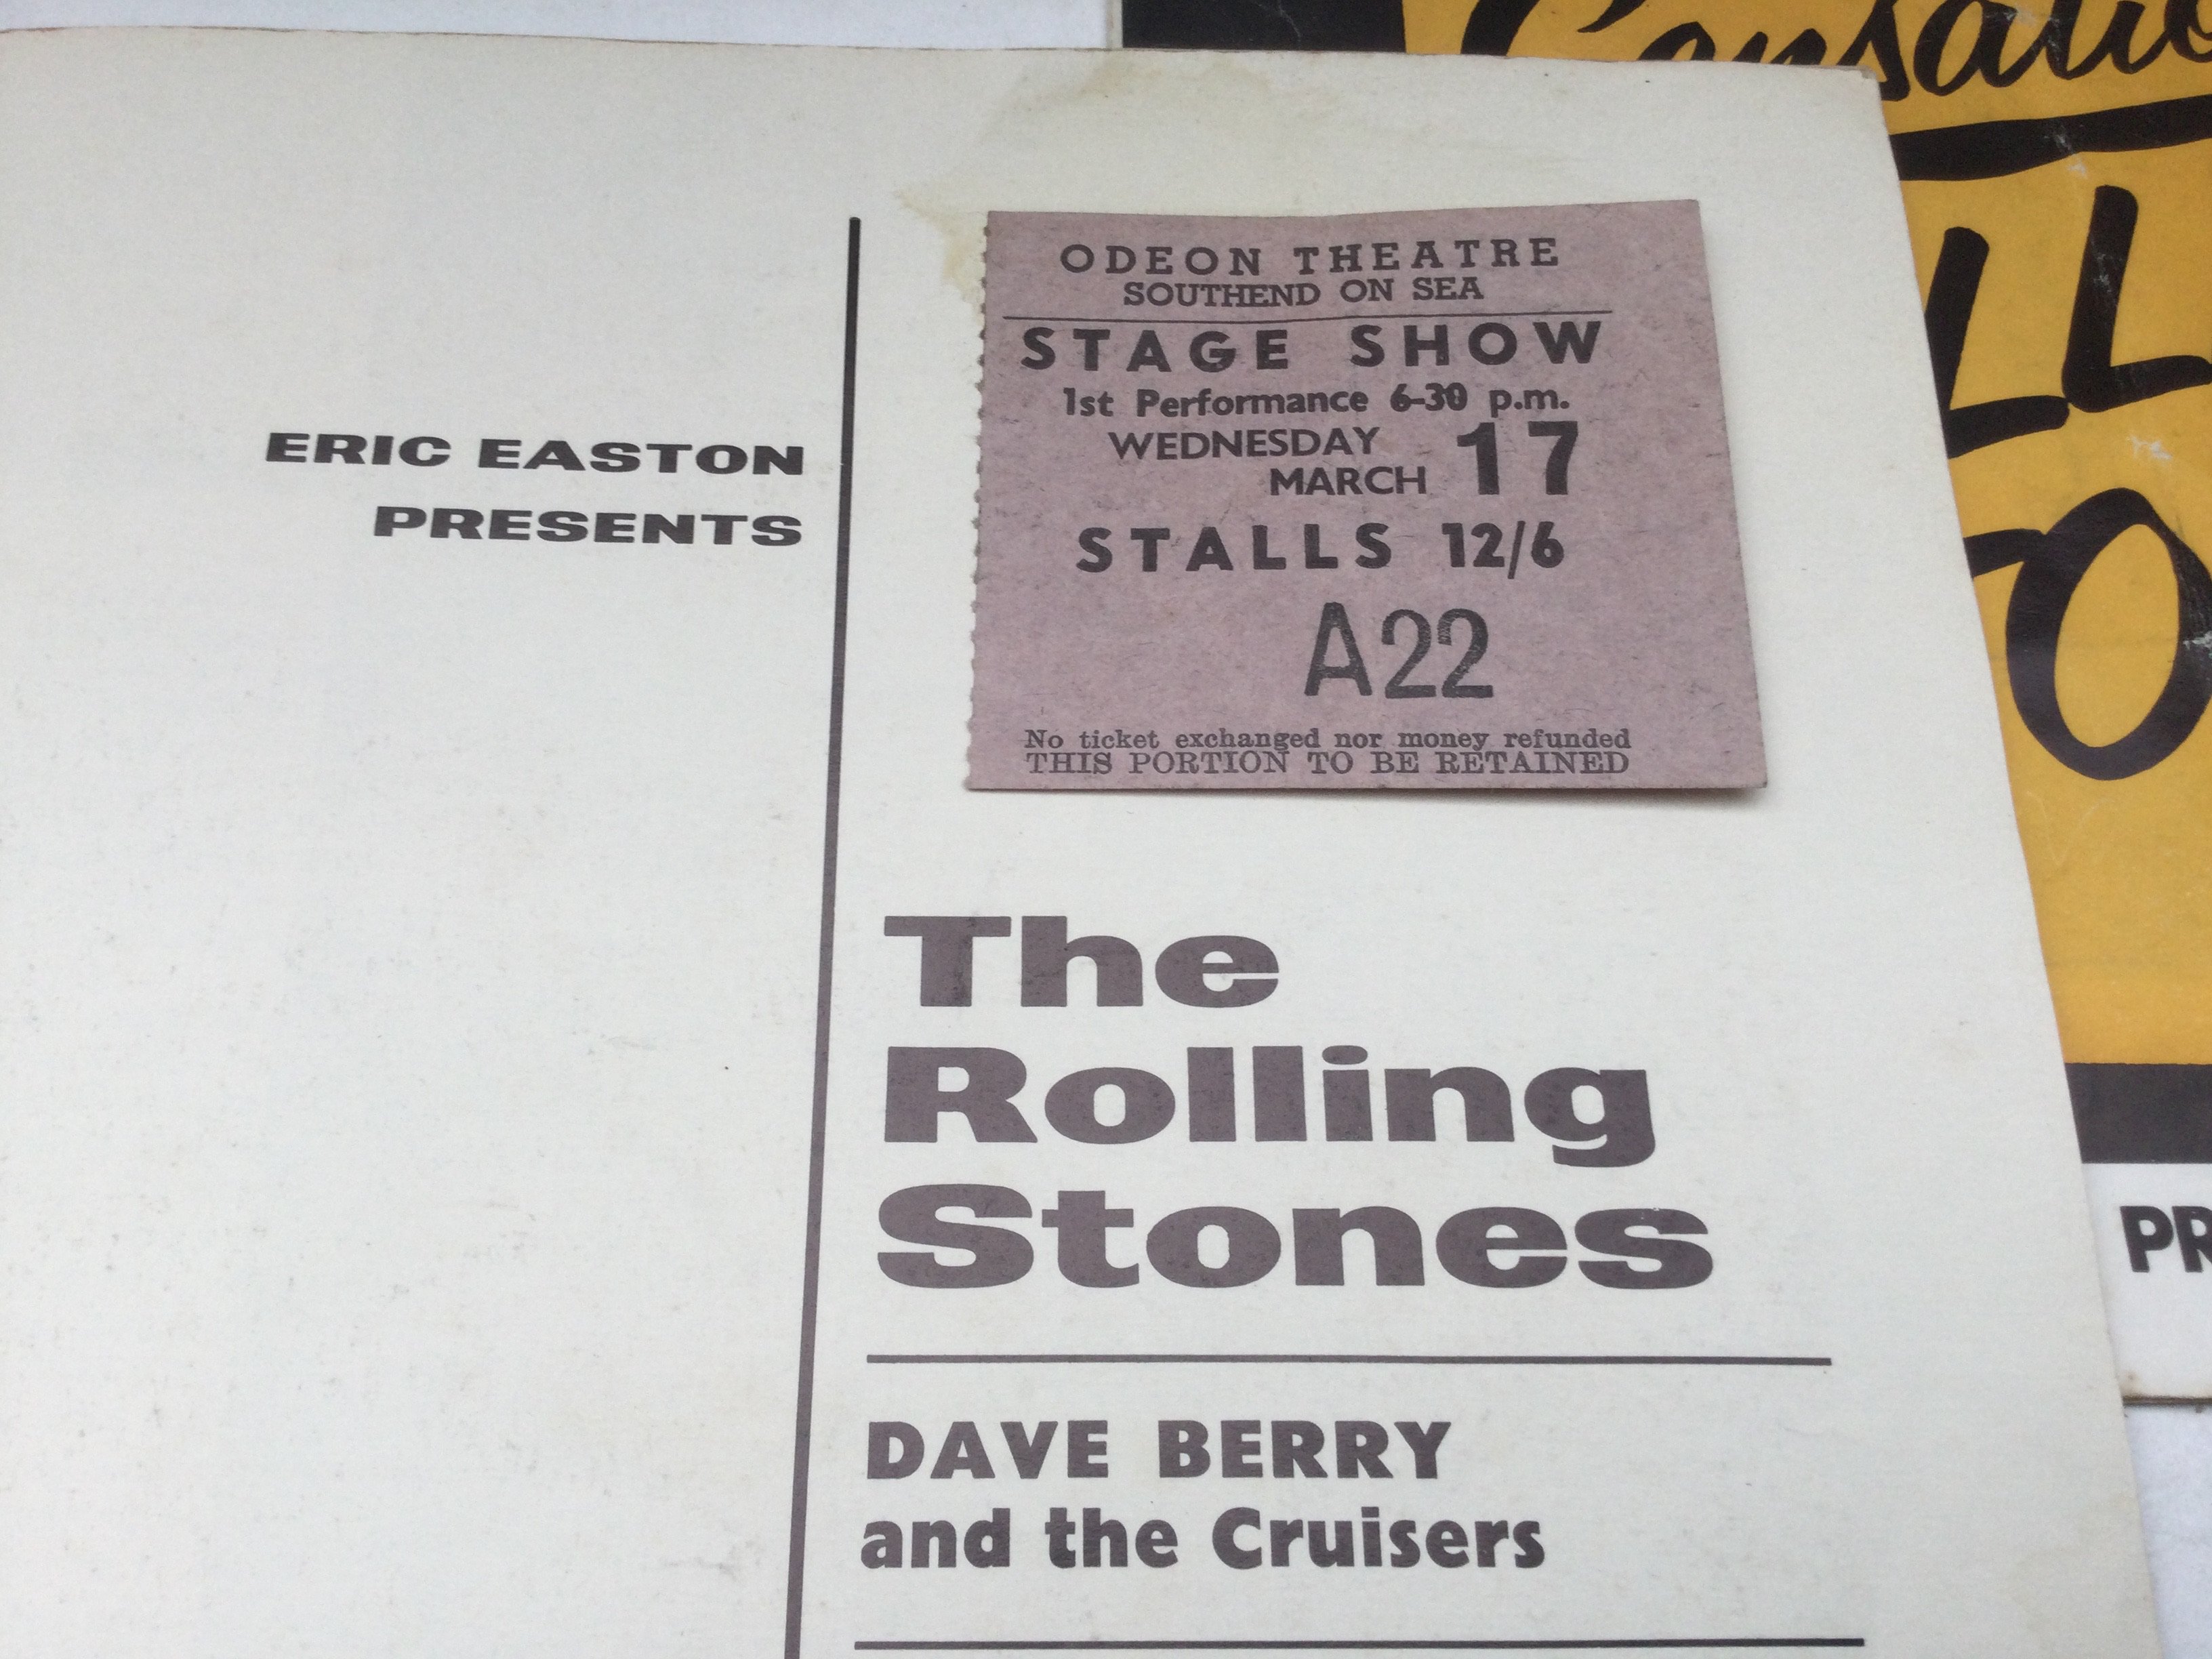 ERIC EASTON
PRESENTS
ODEON THEATRE
SOUTHEND ON SEA
STAGE SHOW
1st Performance 6-30 p.m.
WEDNESDAY
MARCH 17
STALLS 12/6
A22
No ticket exchanged nor money refunded
THIS PORTION TO BE RETAINED
The
Rolling
Stones
DAVE BERRY
and the Cruisers
LL
O
PR